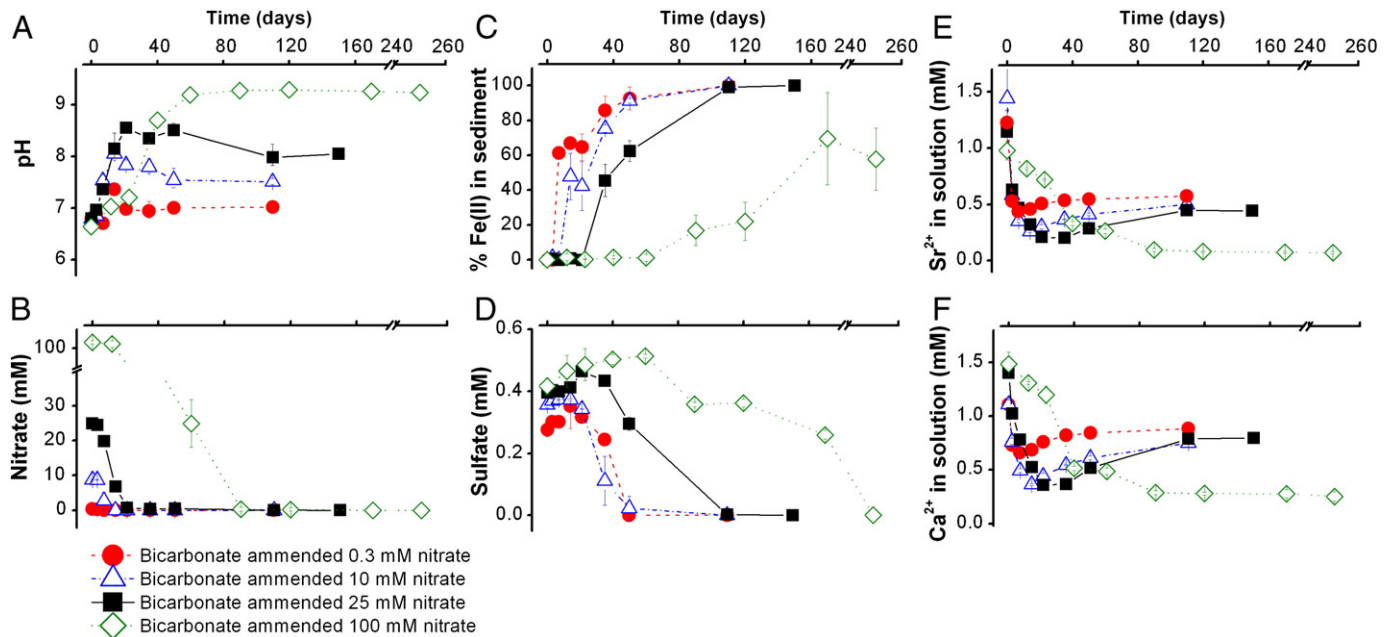 Time (days)
Time (days)
Time (days)
A
0 40 80 120 160 240 260
C
0 40 80 120 160 240 260
E
0 40 80 120 160 240 260
9
8
7
6
pH
100
80
60
40
20
0
% Fe(II) in sediment
1.5
1.0
0.5
0.0
Sr2+ in solution (mM)
B
100
30
20
10
0
Nitrate (mM)
D
0.6
0.4
0.2
0.0
Sulfate (mM)
F
1.5
1.0
0.5
0.0
Ca2+ in solution (mM)
Bicarbonate ammended 0.3 mM nitrate
Bicarbonate ammended 10 mM nitrate
Bicarbonate ammended 25 mM nitrate
Bicarbonate ammended 100 mM nitrate